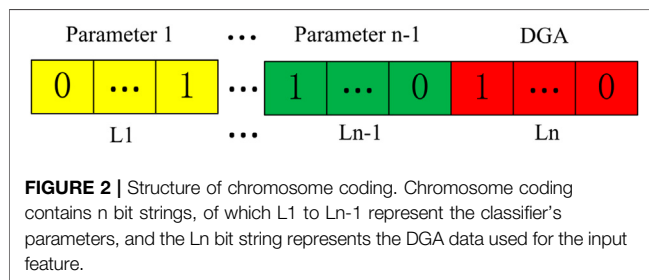 Parameter 1 ... Parameter n-1 DGA
0 ... 1 ... 1 ... 0 1 ... 0
L1 ... Ln-1 Ln
FIGURE 2 | Structure of chromosome coding. Chromosome coding
contains n bit strings, of which L1 to Ln-1 represent the classifier's
parameters, and the Ln bit string represents the DGA data used for the input
feature.